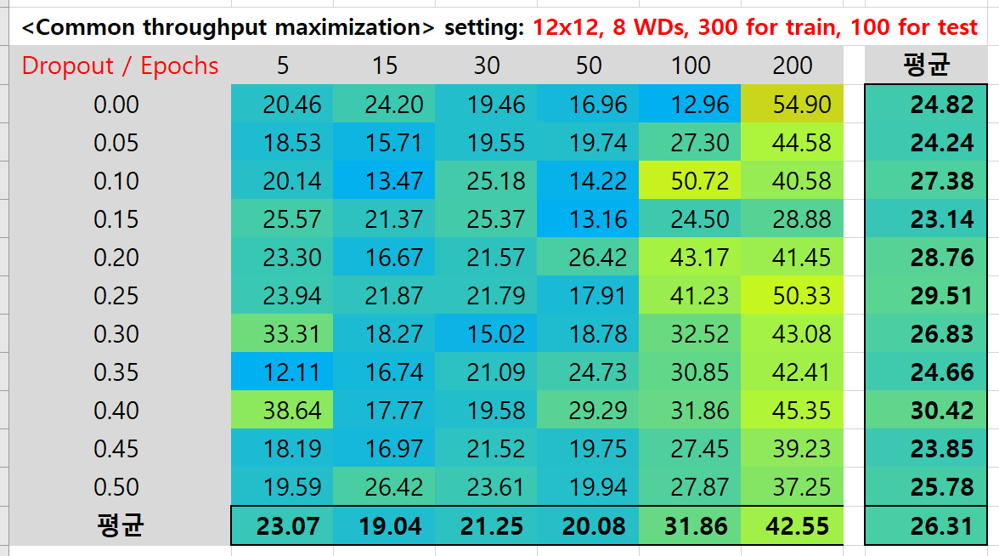 <Common throughput maximization> setting: 12x12, 8 WDs, 300 for train, 100 for test
Dropout / Epochs 5 15 30 50 100 200 평균
0.00 20.46 24.20 19.46 16.96 12.96 54.90 24.82
0.05 18.53 15.71 19.55 19.74 27.30 44.58 24.24
0.10 20.14 13.47 25.18 14.22 50.72 40.58 27.38
0.15 25.57 21.37 25.37 13.16 24.50 28.88 23.14
0.20 23.30 16.67 21.57 26.42 43.17 41.45 28.76
0.25 23.94 21.87 21.79 17.91 41.23 50.33 29.51
0.30 33.31 18.27 15.02 18.78 32.52 43.08 26.83
0.35 12.11 16.74 21.09 24.73 30.85 42.41 24.66
0.40 38.64 17.77 19.58 29.29 31.86 45.35 30.42
0.45 18.19 16.97 21.52 19.75 27.45 39.23 23.85
0.50 19.59 26.42 23.61 19.94 27.87 37.25 25.78
평균 23.07 19.04 21.25 20.08 31.86 42.55 26.31